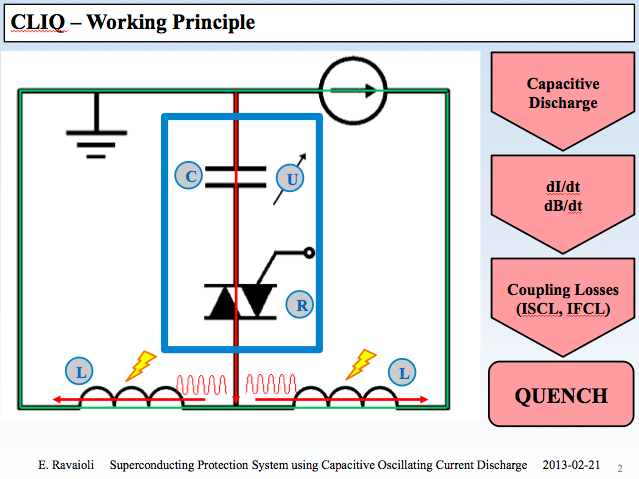 CLIQ – Working Principle
Capacitive
Discharge
C
U
dI/dt
dB/dt
R
Coupling Losses
(ISCL, IFCL)
L
L
QUENCH
E. Ravaioli Superconducting Protection System using Capacitive Oscillating Current Discharge 2013-02-21 2